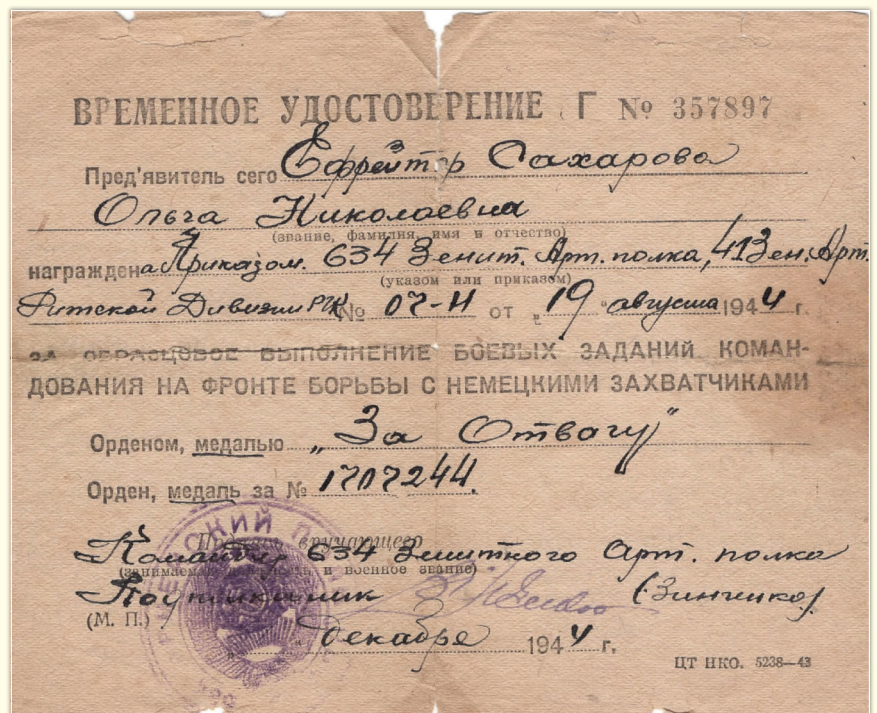 ВРЕМЕННОЕ УДОСТОВЕРЕНИЕ Г № 357897
Пред'явитель сего Ефрейтор Сахарова
Ольга Николаевна
(звание, фамилия, имя и отчество)
награждена Приказом. 634 Зенит. Арт. полка, 41 Зен. Арт.
(указом или приказом)
Дивизии РГК № 07-Н от „19“ августа 1944 г.
ЗА ОБРАЗЦОВОЕ ВЫПОЛНЕНИЕ БОЕВЫХ ЗАДАНИЙ КОМАН-
ДОВАНИЯ НА ФРОНТЕ БОРЬБЫ С НЕМЕЦКИМИ ЗАХВАТЧИКАМИ
Орденом, медалью „За Отвагу"
Орден, медаль за № 1707244.
вручающего
Командир 634 Зенитного Арт. полка
(занимаемая должность и военное звание)
Подполковник (Зинченко)
(М. П.)
декабря 1944 г.
ЦТ НКО. 5238—43